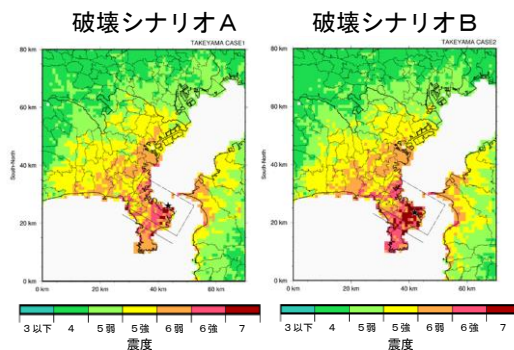 破壊シナリオA 破壊シナリオB
TAKEYAMA CASE1 TAKEYAMA CASE2
80 km 80 km
60 km 60 km
South-North South-North
40 km 40 km
20 km 20 km
0 km 0 km
0 km 20 km 40 km 60 km 0 km 20 km 40 km 60 km
3以下 4 5弱 5強 6弱 6強 7 3以下 4 5弱 5強 6弱 6強 7
震度 震度